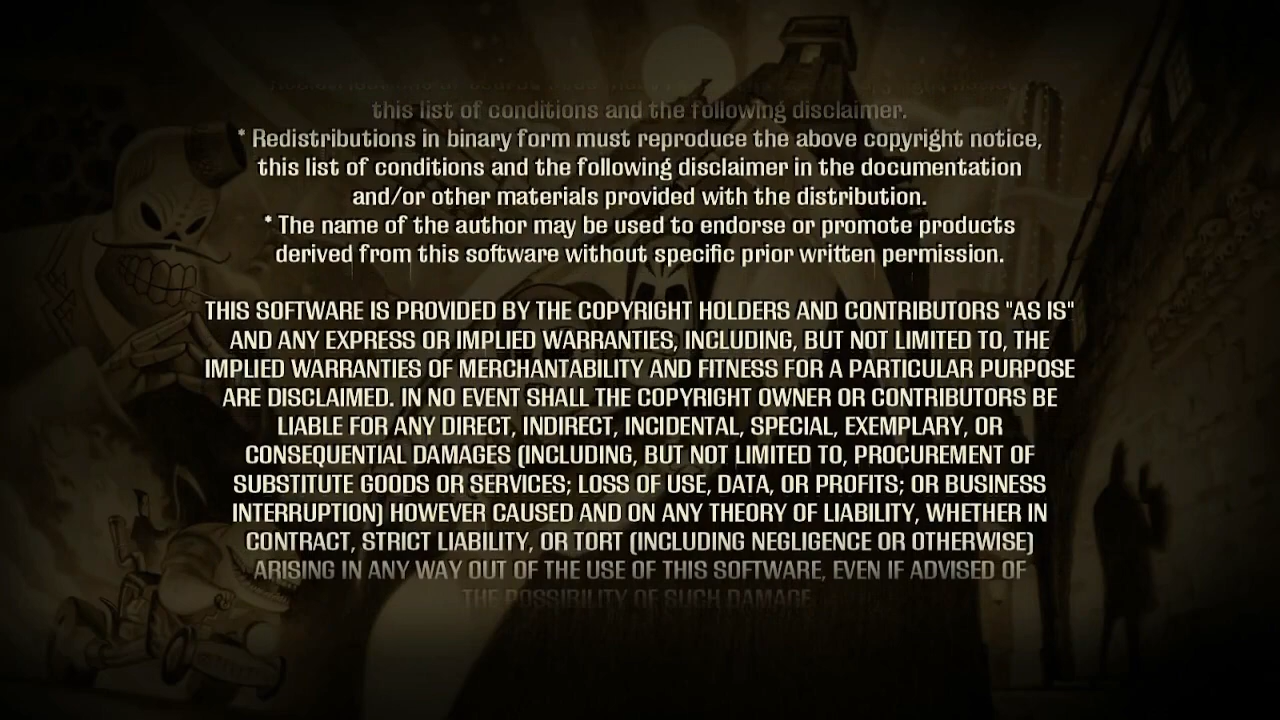 this list of conditions and the following disclaimer.
* Redistributions in binary form must reproduce the above copyright notice,
this list of conditions and the following disclaimer in the documentation
and/or other materials provided with the distribution.
* The name of the author may be used to endorse or promote products
derived from this software without specific prior written permission.
THIS SOFTWARE IS PROVIDED BY THE COPYRIGHT HOLDERS AND CONTRIBUTORS "AS IS"
AND ANY EXPRESS OR IMPLIED WARRANTIES, INCLUDING, BUT NOT LIMITED TO, THE
IMPLIED WARRANTIES OF MERCHANTABILITY AND FITNESS FOR A PARTICULAR PURPOSE
ARE DISCLAIMED. IN NO EVENT SHALL THE COPYRIGHT OWNER OR CONTRIBUTORS BE
LIABLE FOR ANY DIRECT, INDIRECT, INCIDENTAL, SPECIAL, EXEMPLARY, OR
CONSEQUENTIAL DAMAGES (INCLUDING, BUT NOT LIMITED TO, PROCUREMENT OF
SUBSTITUTE GOODS OR SERVICES; LOSS OF USE, DATA, OR PROFITS; OR BUSINESS
INTERRUPTION) HOWEVER CAUSED AND ON ANY THEORY OF LIABILITY, WHETHER IN
CONTRACT, STRICT LIABILITY, OR TORT (INCLUDING NEGLIGENCE OR OTHERWISE)
ARISING IN ANY WAY OUT OF THE USE OF THIS SOFTWARE, EVEN IF ADVISED OF
THE POSSIBILITY OF SUCH DAMAGE.